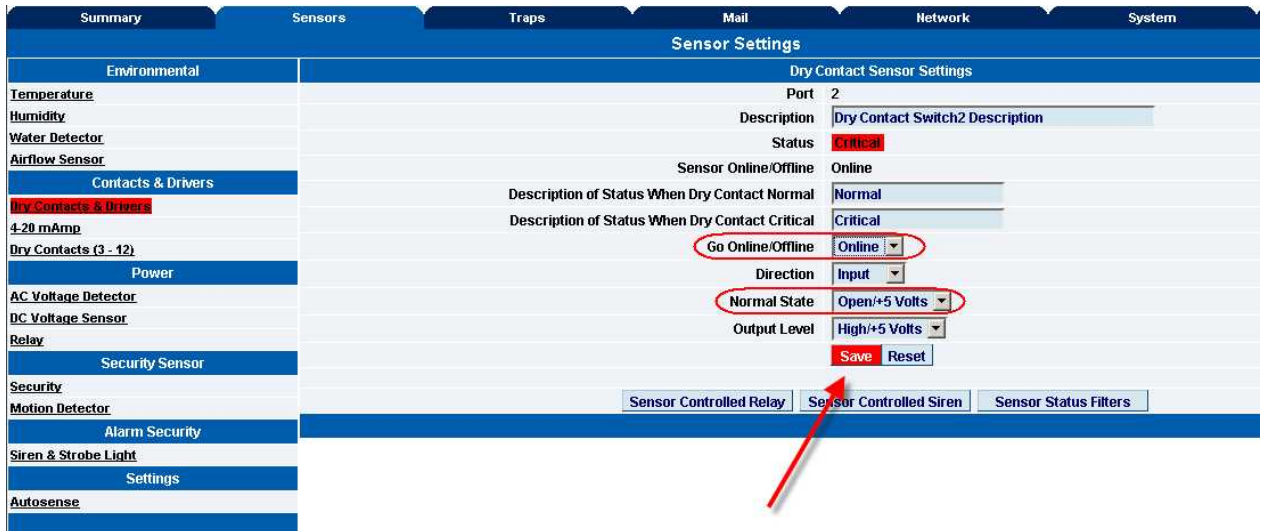 Summary Sensors Traps Mail Network System
Sensor Settings
Environmental
Temperature
Humidity
Water Detector
Airflow Sensor
Contacts & Drivers
Dry Contacts & Drivers
4-20 mAmp
Dry Contacts (3 - 12)
Power
AC Voltage Detector
DC Voltage Sensor
Relay
Security Sensor
Security
Motion Detector
Alarm Security
Siren & Strobe Light
Settings
Autosense
Dry Contact Sensor Settings
Port 2
Description Dry Contact Switch2 Description
Status Critical
Sensor Online/Offline Online
Description of Status When Dry Contact Normal Normal
Description of Status When Dry Contact Critical Critical
Go Online/Offline Online
Direction Input
Normal State Open/+5 Volts
Output Level High/+5 Volts
Save Reset
Sensor Controlled Relay Sensor Controlled Siren Sensor Status Filters